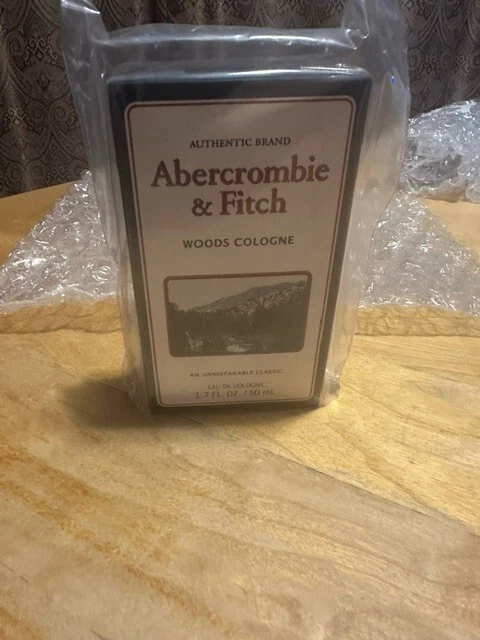 AUTHENTIC BRAND
Abercrombie
& Fitch
WOODS COLOGNE
AN UNMISTAKABLE CLASSIC
EAU DE COLOGNE
1.7 FL. OZ. / 50 mL